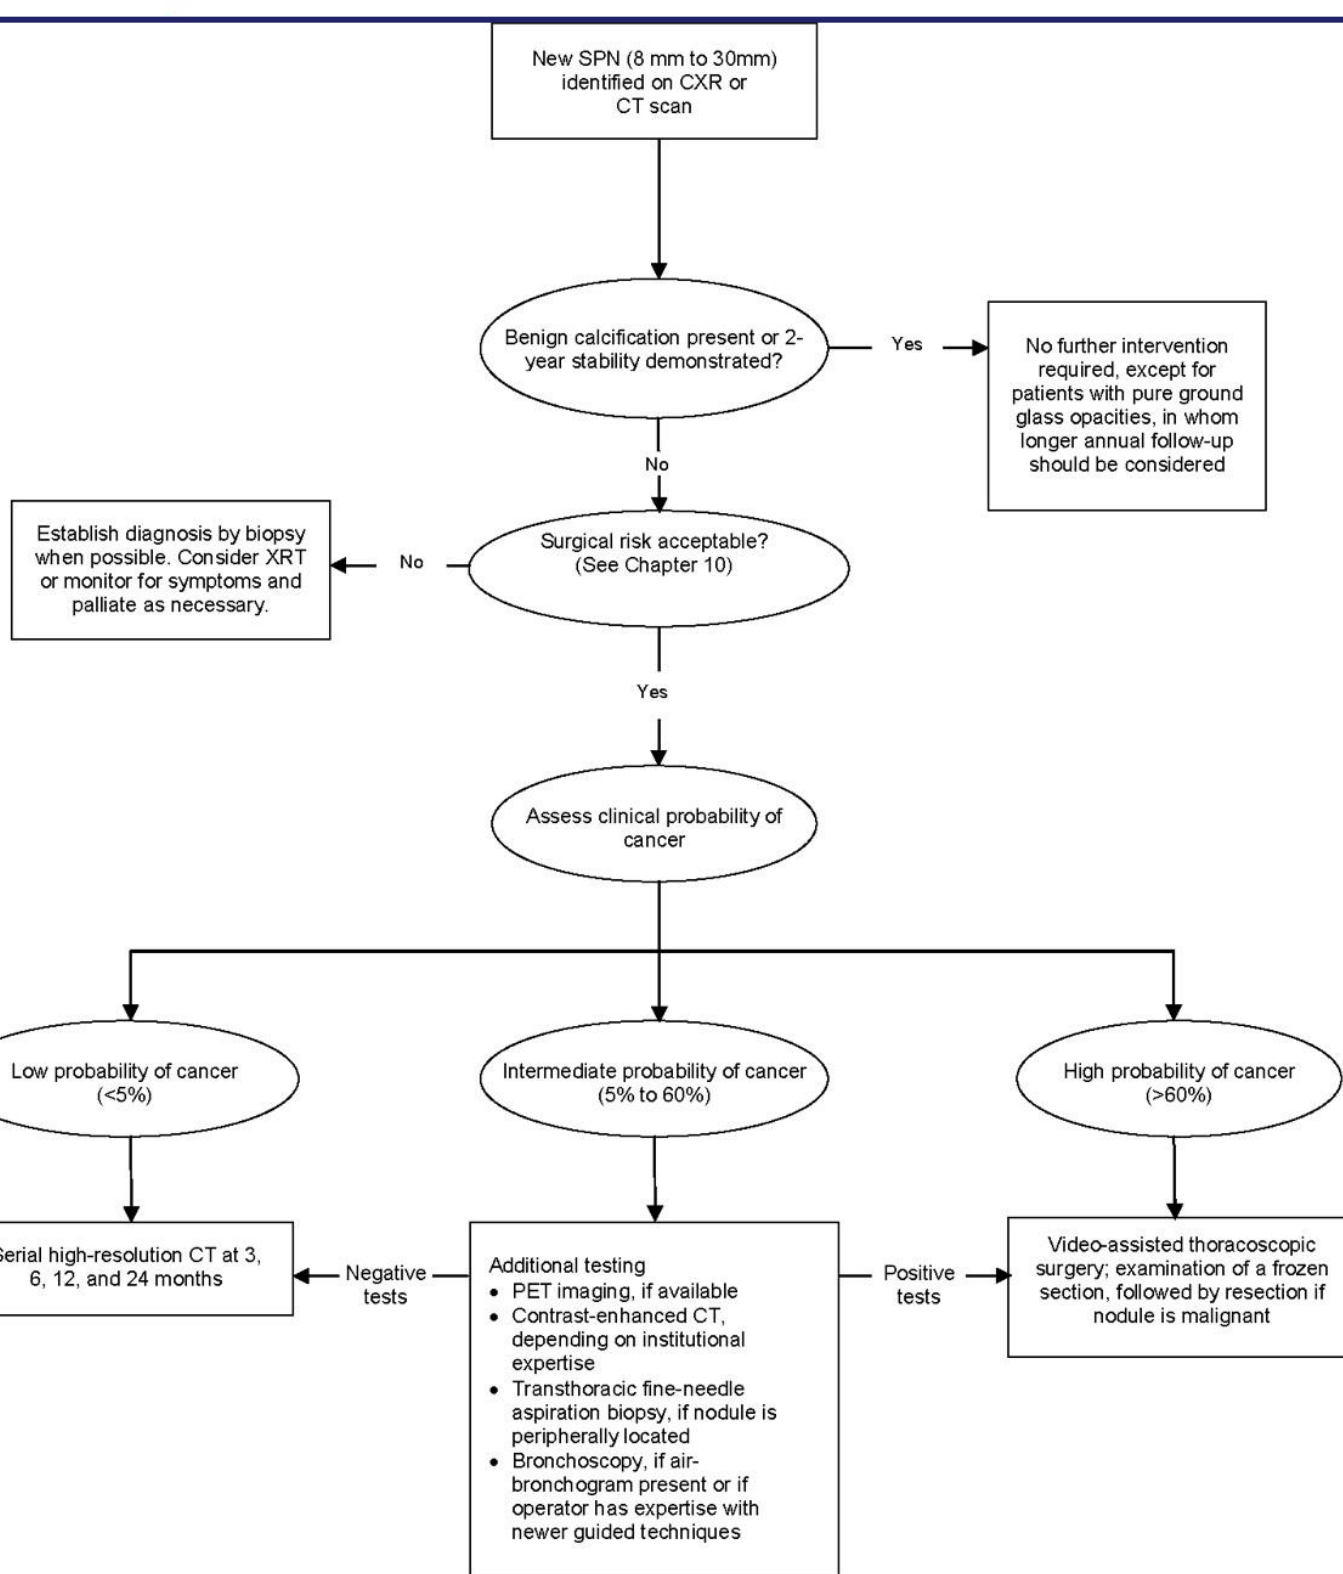 New SPN (8 mm to 30mm)
identified on CXR or
CT scan
Benign calcification present or 2-
year stability demonstrated?
Yes
No further intervention
required, except for
patients with pure ground
glass opacities, in whom
longer annual follow-up
should be considered
No
Establish diagnosis by biopsy
when possible. Consider XRT
or monitor for symptoms and
palliate as necessary.
No
Surgical risk acceptable?
(See Chapter 10)
Yes
Assess clinical probability of
cancer
Low probability of cancer
(<5%)
Intermediate probability of cancer
(5% to 60%)
High probability of cancer
(>60%)
Serial high-resolution CT at 3,
6, 12, and 24 months
Negative
tests
Additional testing
• PET imaging, if available
• Contrast-enhanced CT,
depending on institutional
expertise
• Transthoracic fine-needle
aspiration biopsy, if nodule is
peripherally located
• Bronchoscopy, if air-
bronchogram present or if
operator has expertise with
newer guided techniques
Positive
tests
Video-assisted thoracoscopic
surgery; examination of a frozen
section, followed by resection if
nodule is malignant